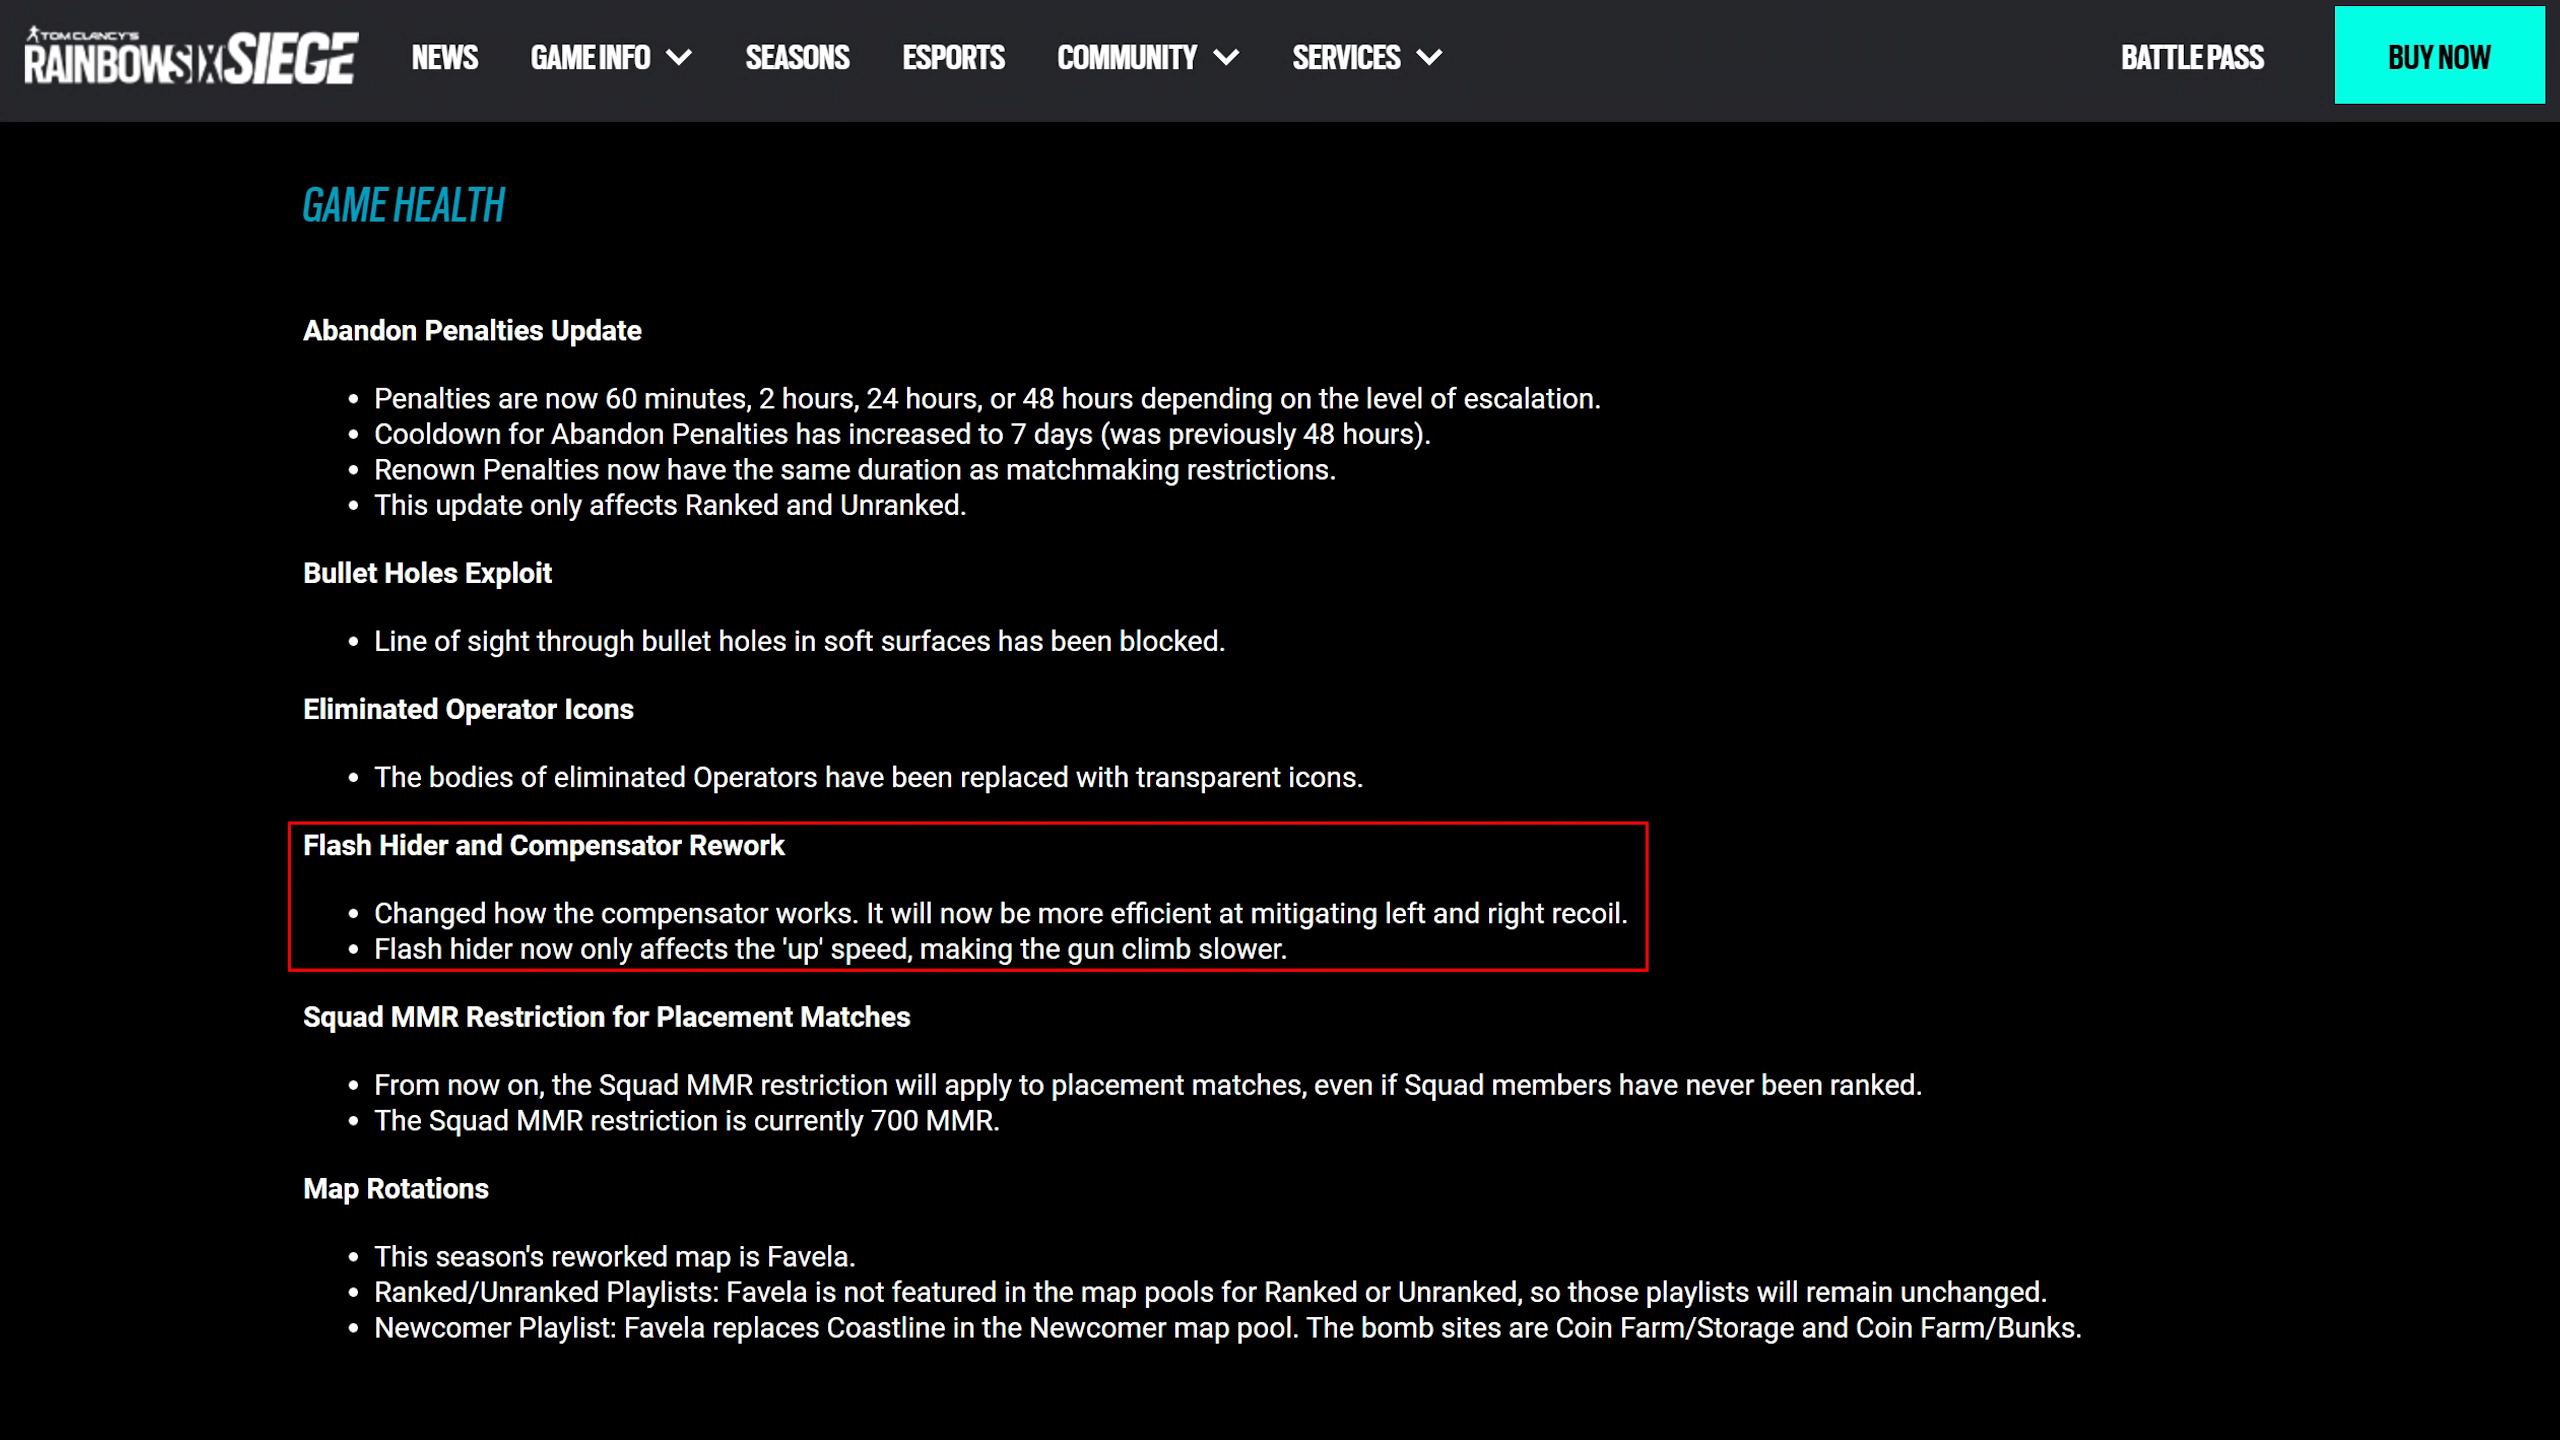 TOM CLANCY'S
RAINBOWSIXSIEGE
NEWS
GAME INFO
SEASONS
ESPORTS
COMMUNITY
SERVICES
BATTLE PASS
BUY NOW
GAME HEALTH
Abandon Penalties Update
• Penalties are now 60 minutes, 2 hours, 24 hours, or 48 hours depending on the level of escalation.
• Cooldown for Abandon Penalties has increased to 7 days (was previously 48 hours).
• Renown Penalties now have the same duration as matchmaking restrictions.
• This update only affects Ranked and Unranked.
Bullet Holes Exploit
• Line of sight through bullet holes in soft surfaces has been blocked.
Eliminated Operator Icons
• The bodies of eliminated Operators have been replaced with transparent icons.
Flash Hider and Compensator Rework
• Changed how the compensator works. It will now be more efficient at mitigating left and right recoil.
• Flash hider now only affects the 'up' speed, making the gun climb slower.
Squad MMR Restriction for Placement Matches
• From now on, the Squad MMR restriction will apply to placement matches, even if Squad members have never been ranked.
• The Squad MMR restriction is currently 700 MMR.
Map Rotations
• This season's reworked map is Favela.
• Ranked/Unranked Playlists: Favela is not featured in the map pools for Ranked or Unranked, so those playlists will remain unchanged.
• Newcomer Playlist: Favela replaces Coastline in the Newcomer map pool. The bomb sites are Coin Farm/Storage and Coin Farm/Bunks.